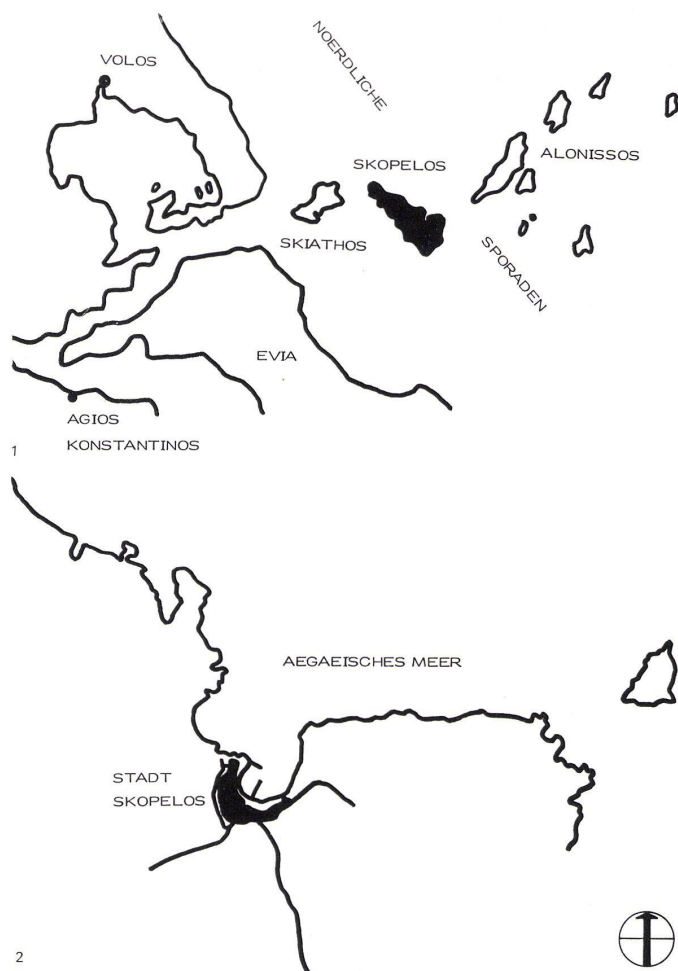 VOLOS
NOERDLICHE
SKOPELOS
ALONISSOS
SKIATHOS
SPORADEN
EVIA
AGIOS
KONSTANTINOS
1
AEGAEISCHES MEER
STADT
SKOPELOS
2